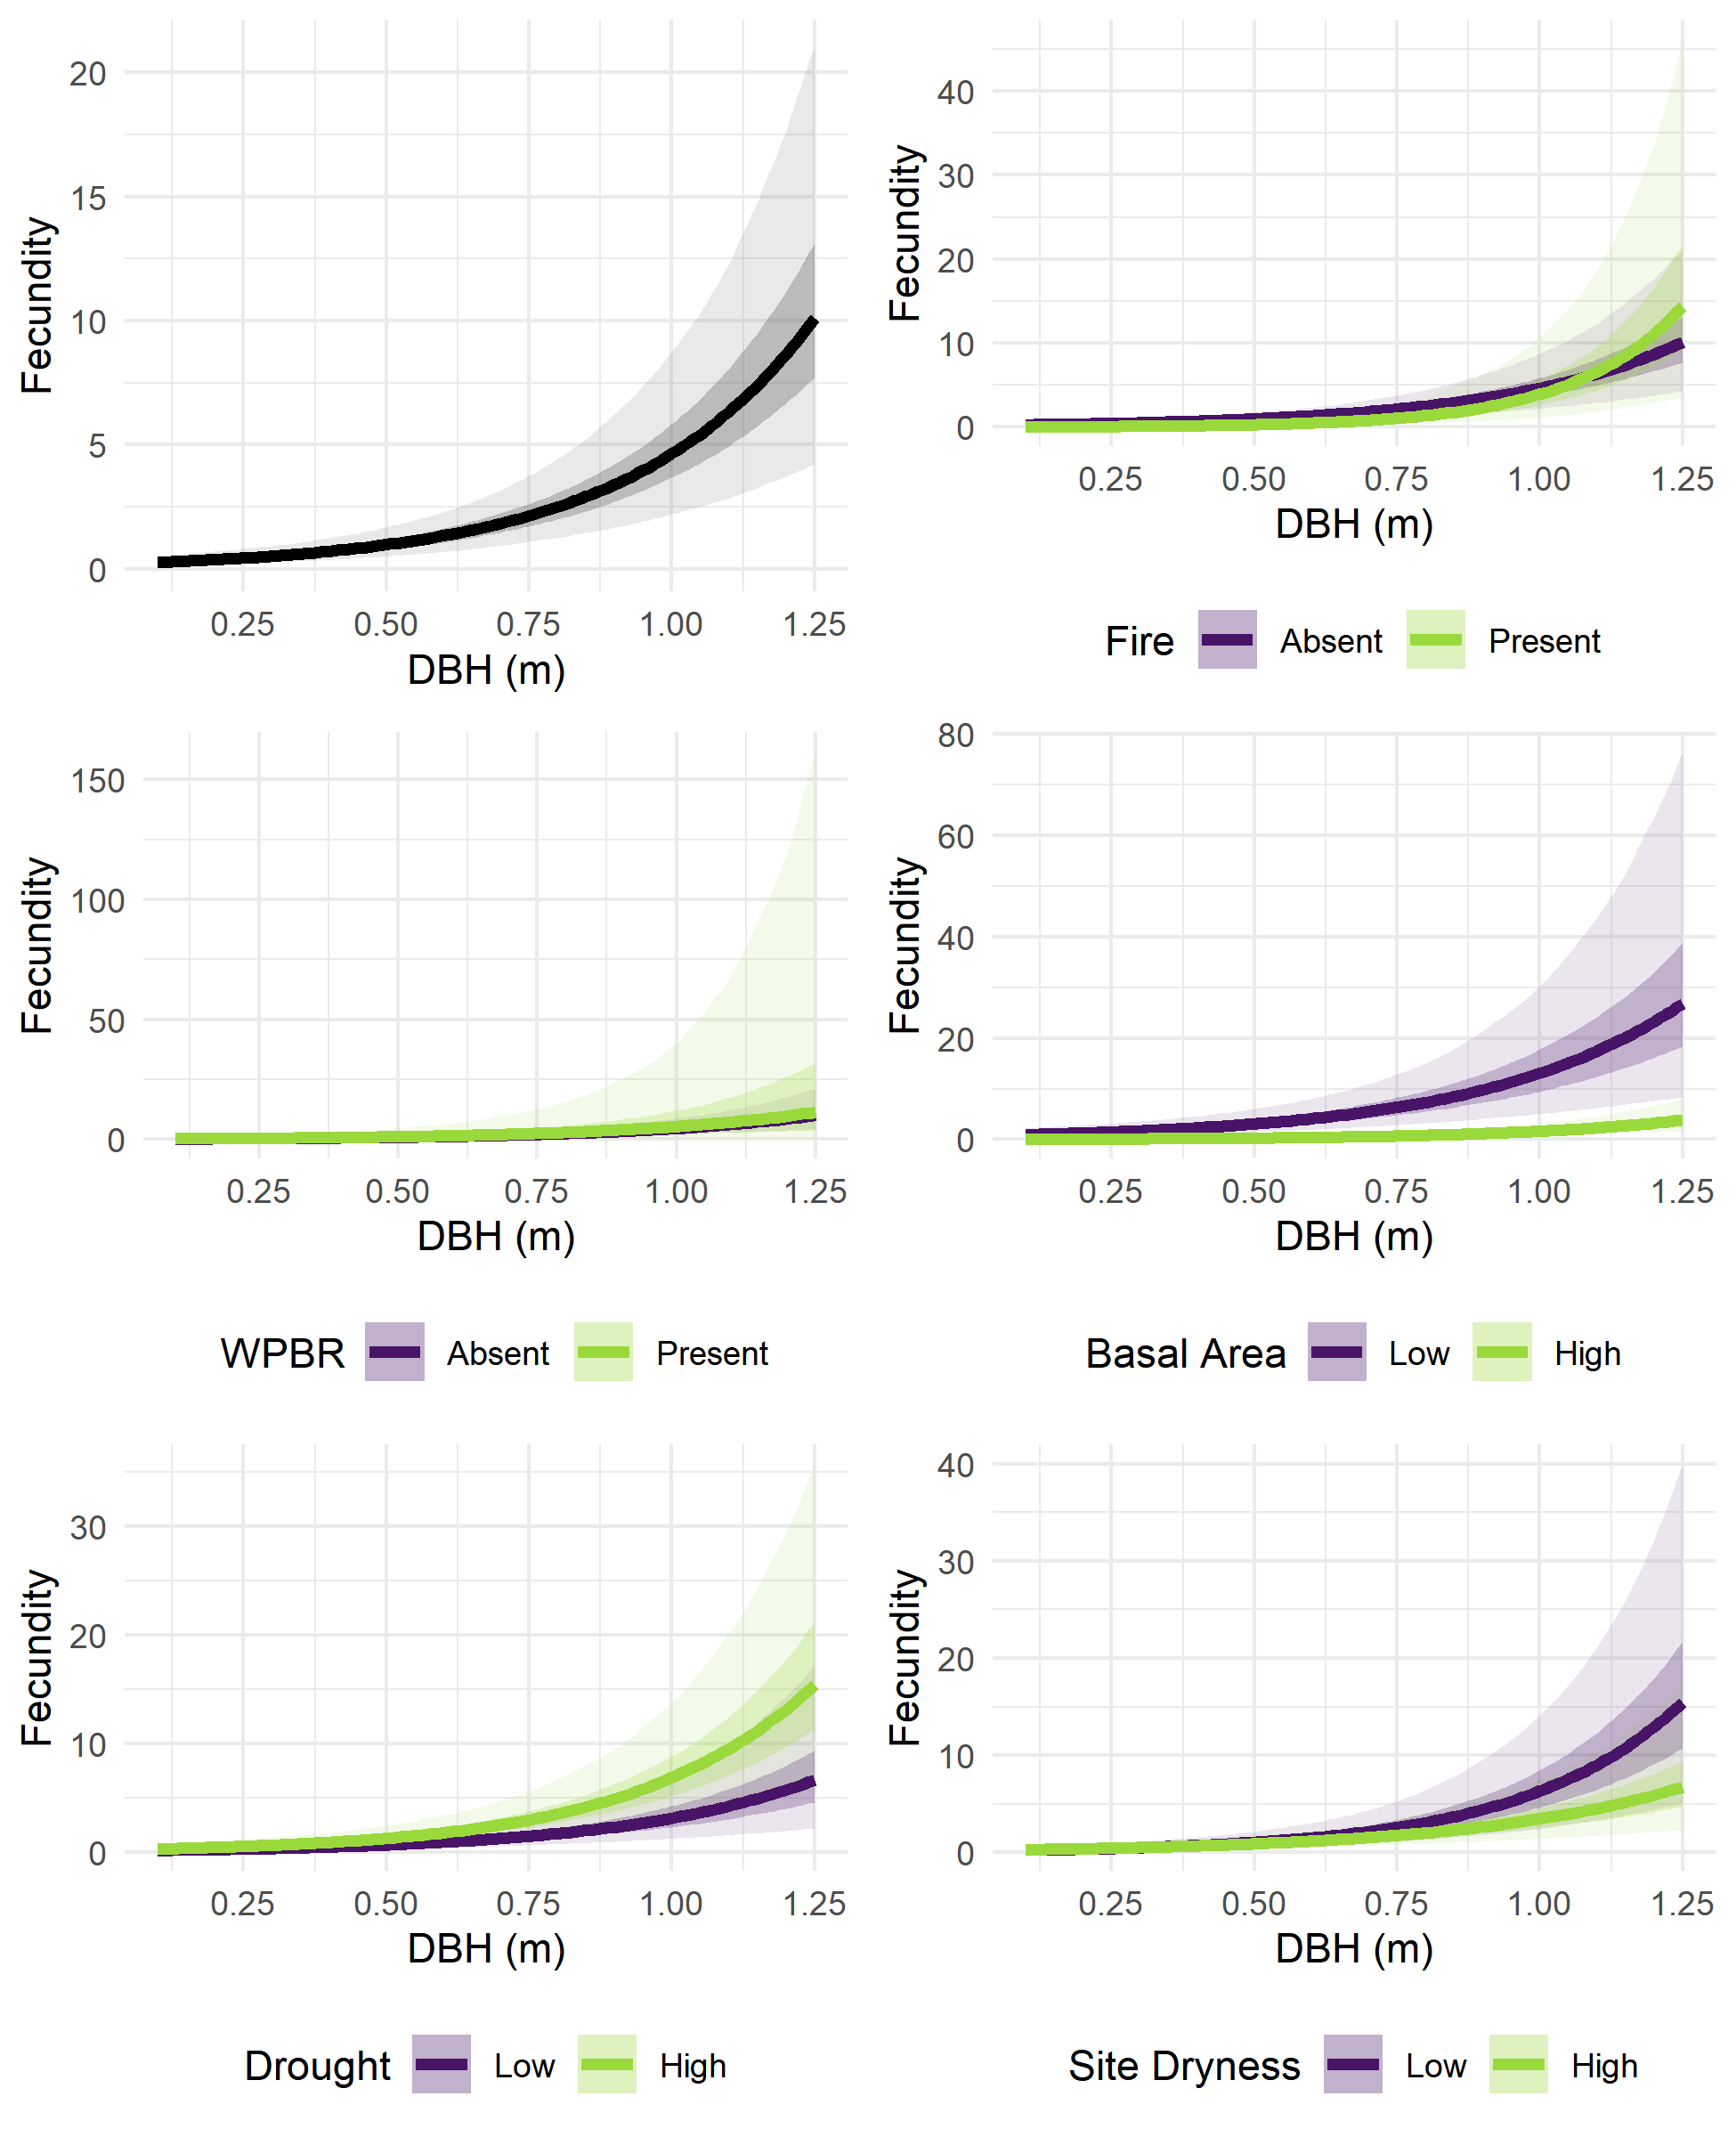 20
15
10
5
0
Fecundity
0.25 0.50 0.75 1.00 1.25
DBH (m)
40
30
20
10
0
Fecundity
0.25 0.50 0.75 1.00 1.25
DBH (m)
Fire Absent Present
150
100
50
0
Fecundity
0.25 0.50 0.75 1.00 1.25
DBH (m)
WPBR Absent Present
80
60
40
20
0
Fecundity
0.25 0.50 0.75 1.00 1.25
DBH (m)
Basal Area Low High
30
20
10
0
Fecundity
0.25 0.50 0.75 1.00 1.25
DBH (m)
Drought Low High
40
30
20
10
0
Fecundity
0.25 0.50 0.75 1.00 1.25
DBH (m)
Site Dryness Low High